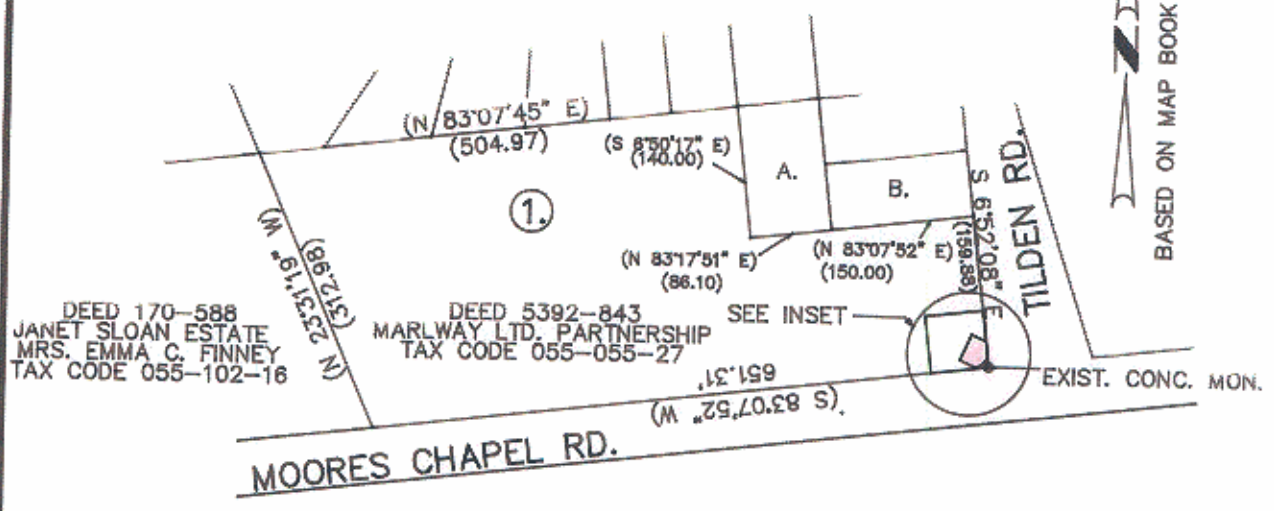 BASED ON MAP BOOK
(N 83°07'45" E)
(504.97)
(S 6°50'17" E)
(140.00)
A.
B.
1.
(N 83°17'51" E)
(86.10)
(N 83°07'52" E)
(150.00)
S 6°52'08" E
(159.88)
TILDEN RD.
(N 23°31'19" W)
(312.98)
DEED 170-588
JANET SLOAN ESTATE
MRS. EMMA C. FINNEY
TAX CODE 055-102-16
DEED 5392-843
MARLWAY LTD. PARTNERSHIP
TAX CODE 055-055-27
SEE INSET
651.31'
(S 83°07'52" W)
EXIST. CONC. MON.
MOORES CHAPEL RD.